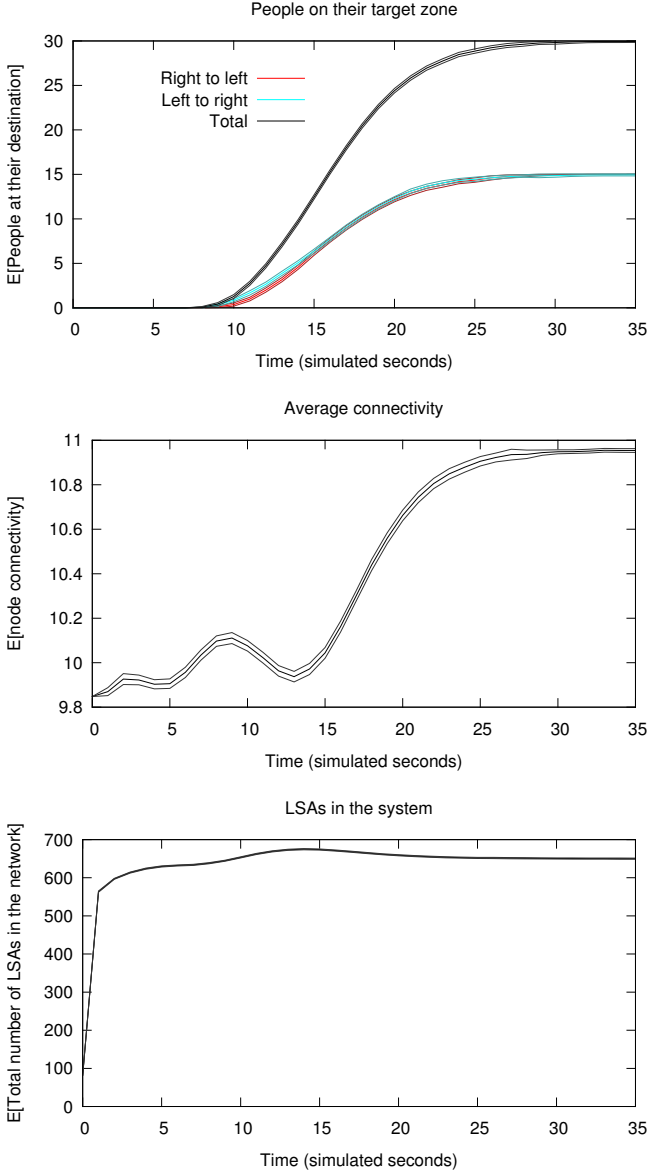 People on their target zone
E[People at their destination]
30
25
20
15
10
5
0
Right to left
Left to right
Total
0 5 10 15 20 25 30 35
Time (simulated seconds)
Average connectivity
E[node connectivity]
11
10.8
10.6
10.4
10.2
10
9.8
0 5 10 15 20 25 30 35
Time (simulated seconds)
LSAs in the system
E[Total number of LSAs in the network]
700
600
500
400
300
200
100
0
0 5 10 15 20 25 30 35
Time (simulated seconds)